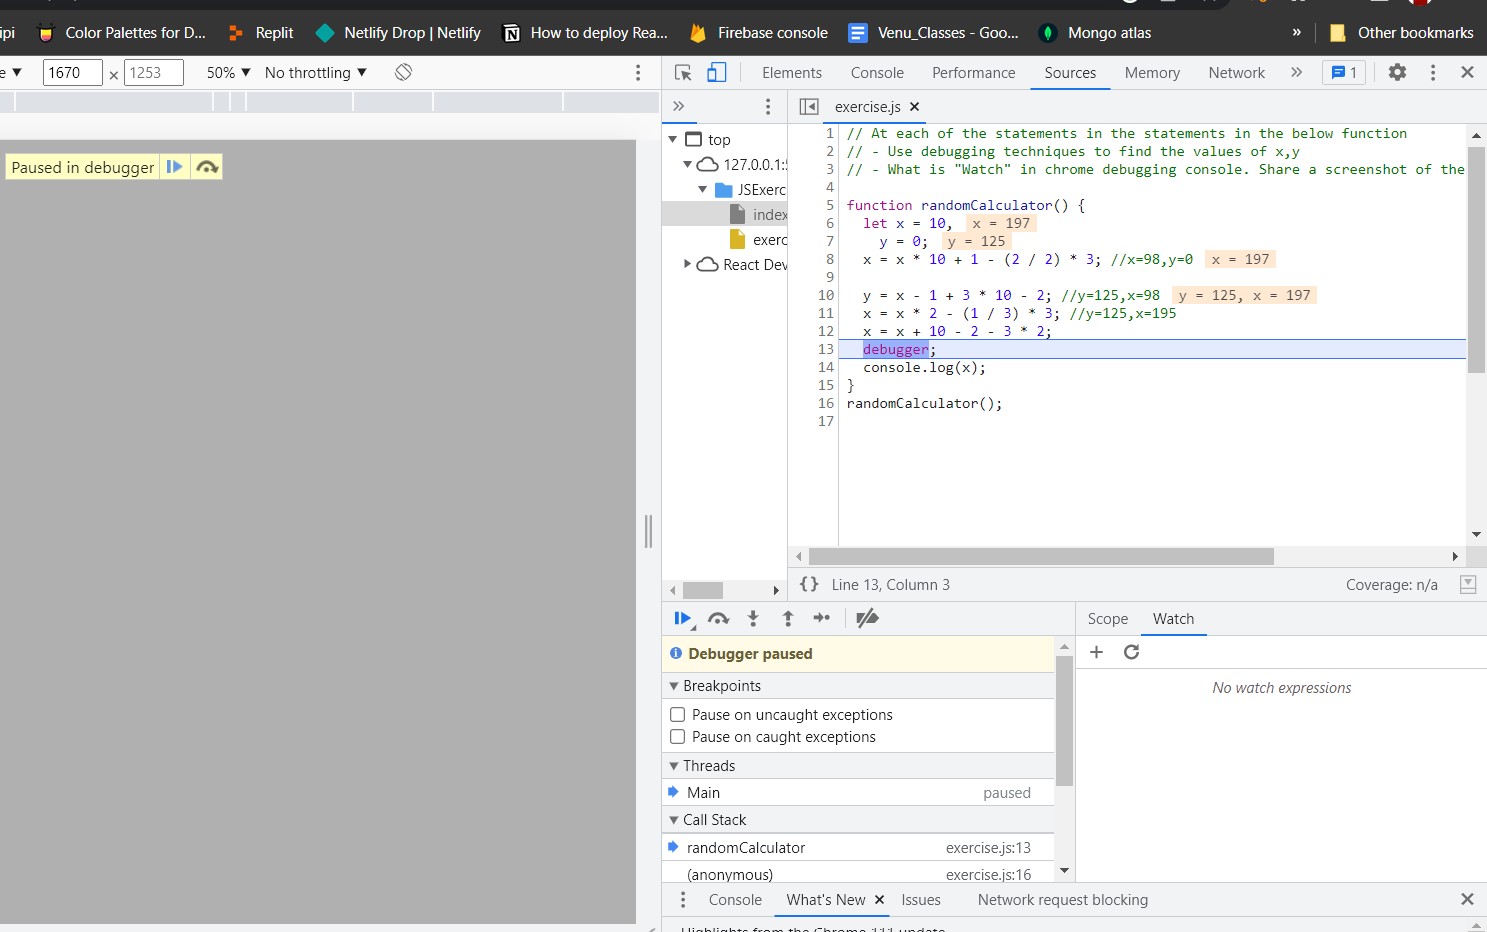 ipi Color Palettes for D... Replit Netlify Drop | Netlify How to deploy Rea... Firebase console Venu_Classes - Goo... Mongo atlas » Other bookmarks
e ▼ 1670 × 1253 50% ▼ No throttling ▼ Elements Console Performance Sources Memory Network » 1
» exercise.js ×
top
127.0.0.1:5
JSExerc
index
exerc
React Dev
Paused in debugger
1 // At each of the statements in the statements in the below function
2 // - Use debugging techniques to find the values of x,y
3 // - What is "Watch" in chrome debugging console. Share a screenshot of the
4
5 function randomCalculator() {
6 let x = 10, x = 197
7 y = 0; y = 125
8 x = x * 10 + 1 - (2 / 2) * 3; //x=98,y=0 x = 197
9
10 y = x - 1 + 3 * 10 - 2; //y=125,x=98 y = 125, x = 197
11 x = x * 2 - (1 / 3) * 3; //y=125,x=195
12 x = x + 10 - 2 - 3 * 2;
13 debugger;
14 console.log(x);
15 }
16 randomCalculator();
17
{} Line 13, Column 3 Coverage: n/a
Scope Watch
Debugger paused
No watch expressions
Breakpoints
Pause on uncaught exceptions
Pause on caught exceptions
Threads
Main paused
Call Stack
randomCalculator exercise.js:13
(anonymous) exercise.js:16
Console What's New × Issues Network request blocking
Highlights from the Chrome 111 update